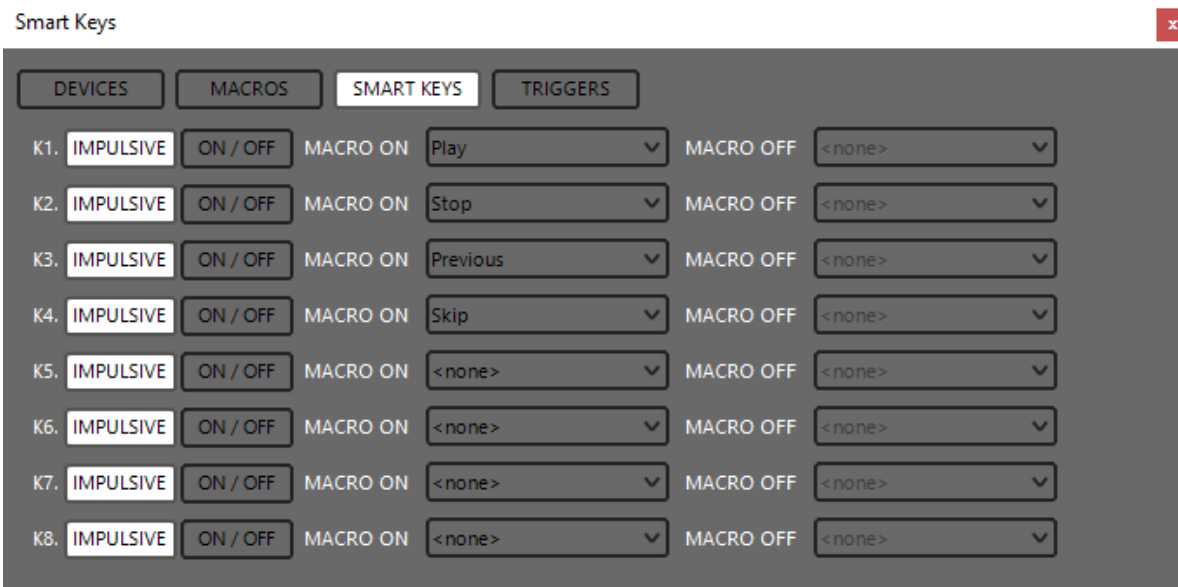 Smart Keys
x
DEVICES MACROS SMART KEYS TRIGGERS
K1. IMPULSIVE ON / OFF MACRO ON Play MACRO OFF <none>
K2. IMPULSIVE ON / OFF MACRO ON Stop MACRO OFF <none>
K3. IMPULSIVE ON / OFF MACRO ON Previous MACRO OFF <none>
K4. IMPULSIVE ON / OFF MACRO ON Skip MACRO OFF <none>
K5. IMPULSIVE ON / OFF MACRO ON <none> MACRO OFF <none>
K6. IMPULSIVE ON / OFF MACRO ON <none> MACRO OFF <none>
K7. IMPULSIVE ON / OFF MACRO ON <none> MACRO OFF <none>
K8. IMPULSIVE ON / OFF MACRO ON <none> MACRO OFF <none>